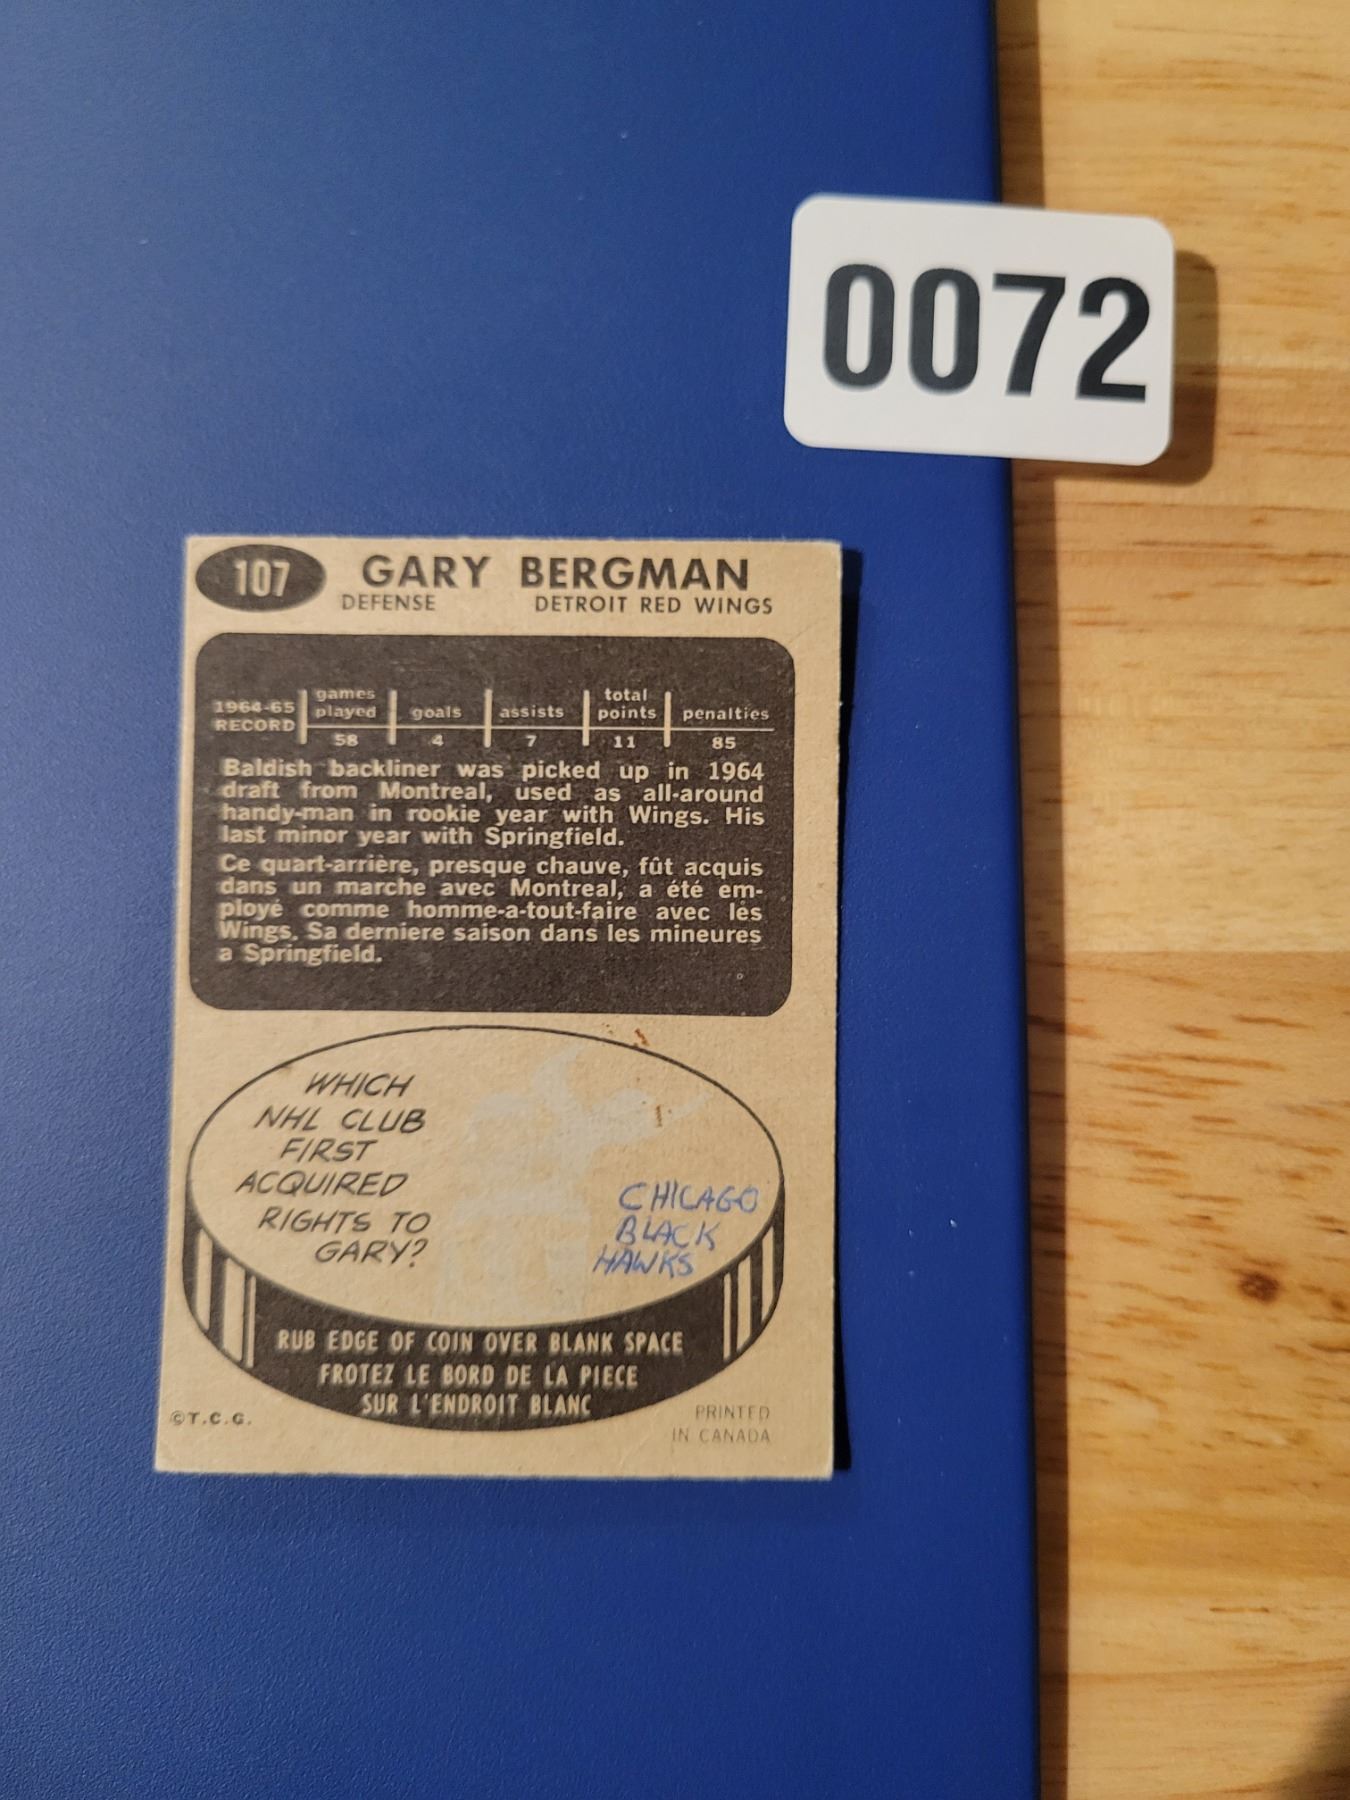 0072
107 GARY BERGMAN
DEFENSE DETROIT RED WINGS
1964-65 RECORD games played goals assists total points penalties
58 4 7 11 85
Baldish backliner was picked up in 1964
draft from Montreal, used as all-around
handy-man in rookie year with Wings. His
last minor year with Springfield.
Ce quart-arrière, presque chauve, fût acquis
dans un marche avec Montreal, a été em-
ployé comme homme-a-tout-faire avec lés
Wings. Sa derniere saison dans les mineures
a Springfield.
WHICH
NHL CLUB
FIRST
ACQUIRED
RIGHTS TO
GARY?
CHICAGO
BLACK
HAWKS
RUB EDGE OF COIN OVER BLANK SPACE
FROTEZ LE BORD DE LA PIECE
SUR L'ENDROIT BLANC
©T.C.G.
PRINTED
IN CANADA